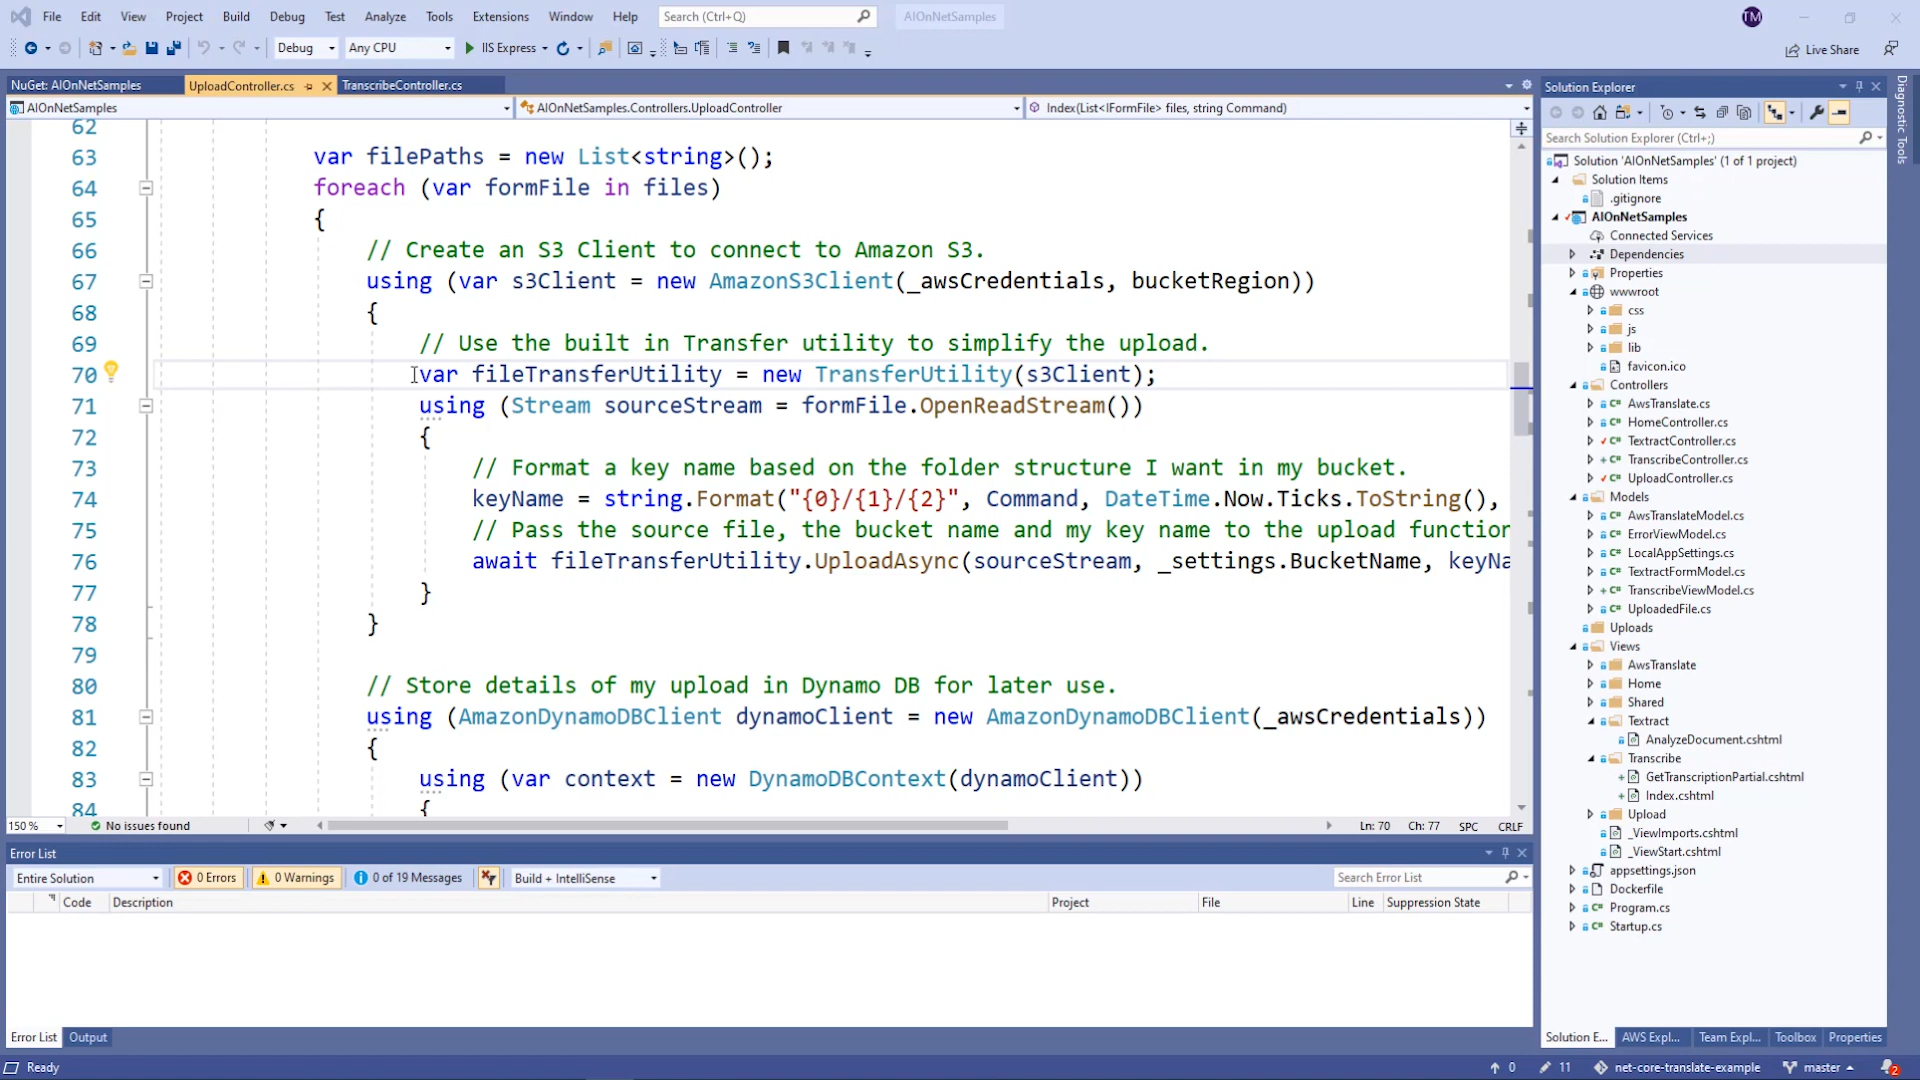 File Edit View Project Build Debug Test Analyze Tools Extensions Window Help Search (Ctrl+Q) AIOnNetSamples TM
Debug Any CPU IIS Express Live Share
NuGet: AIOnNetSamples UploadController.cs TranscribeController.cs
AIOnNetSamples AIOnNetSamples.Controllers.UploadController Index(List<IFormFile> files, string Command)
62
63 var filePaths = new List<string>();
64 foreach (var formFile in files)
65 {
66 // Create an S3 Client to connect to Amazon S3.
67 using (var s3Client = new AmazonS3Client(_awsCredentials, bucketRegion))
68 {
69 // Use the built in Transfer utility to simplify the upload.
70 var fileTransferUtility = new TransferUtility(s3Client);
71 using (Stream sourceStream = formFile.OpenReadStream())
72 {
73 // Format a key name based on the folder structure I want in my bucket.
74 keyName = string.Format("{0}/{1}/{2}", Command, DateTime.Now.Ticks.ToString(),
75 // Pass the source file, the bucket name and my key name to the upload function
76 await fileTransferUtility.UploadAsync(sourceStream, _settings.BucketName, keyNa
77 }
78 }
79
80 // Store details of my upload in Dynamo DB for later use.
81 using (AmazonDynamoDBClient dynamoClient = new AmazonDynamoDBClient(_awsCredentials))
82 {
83 using (var context = new DynamoDBContext(dynamoClient))
84 {
150 % No issues found Ln: 70 Ch: 77 SPC CRLF
Error List
Entire Solution 0 Errors 0 Warnings 0 of 19 Messages Build + IntelliSense Search Error List
Code Description Project File Line Suppression State
Error List Output
Solution Explorer
Search Solution Explorer (Ctrl+;)
Solution 'AIOnNetSamples' (1 of 1 project)
Solution Items
.gitignore
AIOnNetSamples
Connected Services
Dependencies
Properties
wwwroot
css
js
lib
favicon.ico
Controllers
C# AwsTranslate.cs
C# HomeController.cs
C# TextractController.cs
C# TranscribeController.cs
C# UploadController.cs
Models
C# AwsTranslateModel.cs
C# ErrorViewModel.cs
C# LocalAppSettings.cs
C# TextractFormModel.cs
C# TranscribeViewModel.cs
C# UploadedFile.cs
Uploads
Views
AwsTranslate
Home
Shared
Textract
AnalyzeDocument.cshtml
Transcribe
GetTranscriptionPartial.cshtml
Index.cshtml
Upload
_ViewImports.cshtml
_ViewStart.cshtml
appsettings.json
Dockerfile
C# Program.cs
C# Startup.cs
Solution E... AWS Expl... Team Expl... Toolbox Properties
Diagnostic Tools
Ready 0 11 net-core-translate-example master 2